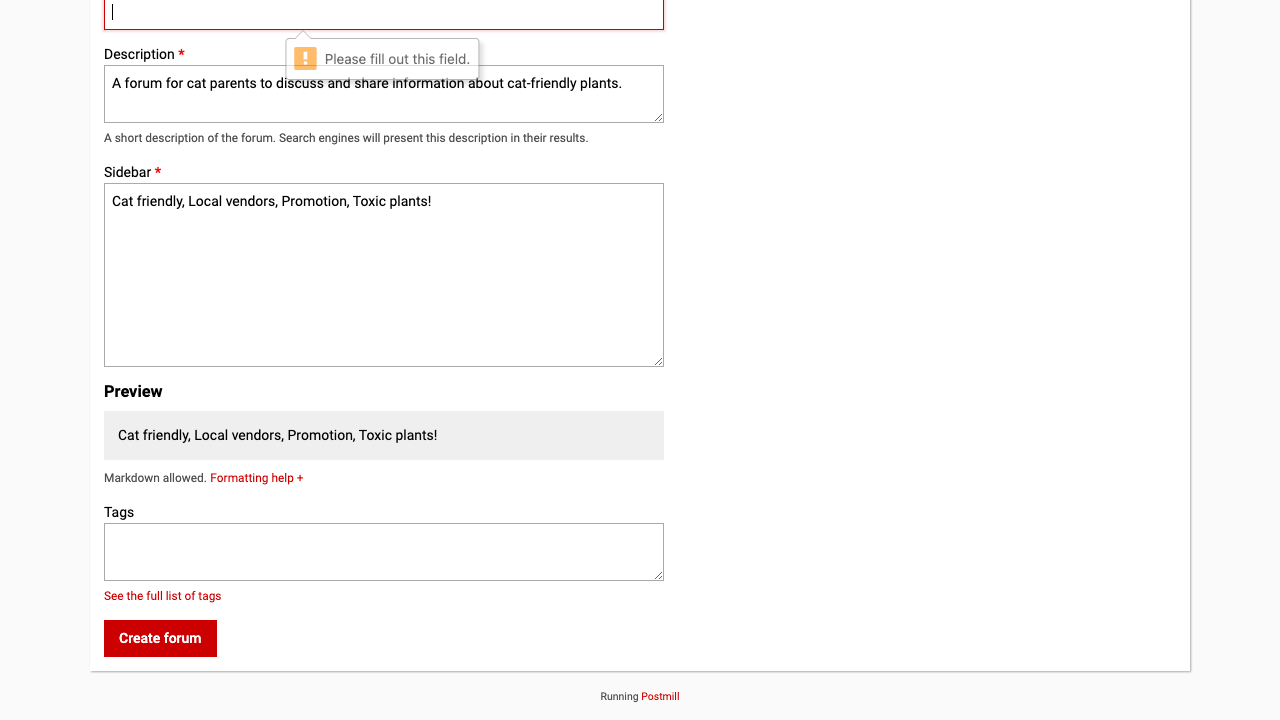 Please fill out this field.
Description *
A forum for cat parents to discuss and share information about cat-friendly plants.
A short description of the forum. Search engines will present this description in their results.
Sidebar *
Cat friendly, Local vendors, Promotion, Toxic plants!
Preview
Cat friendly, Local vendors, Promotion, Toxic plants!
Markdown allowed. Formatting help +
Tags
See the full list of tags
Create forum
Running Postmill